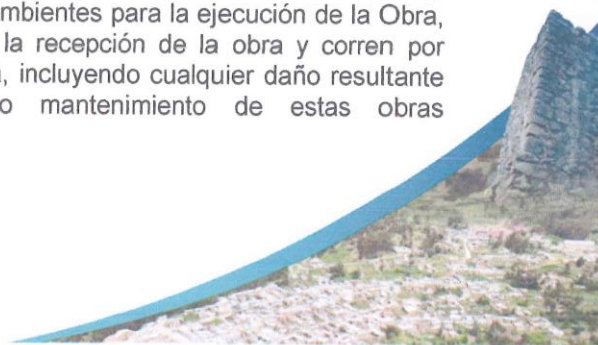 mbientes para la ejecución de la Obra,
la recepción de la obra y corren por
, incluyendo cualquier daño resultante
o mantenimiento de estas obras